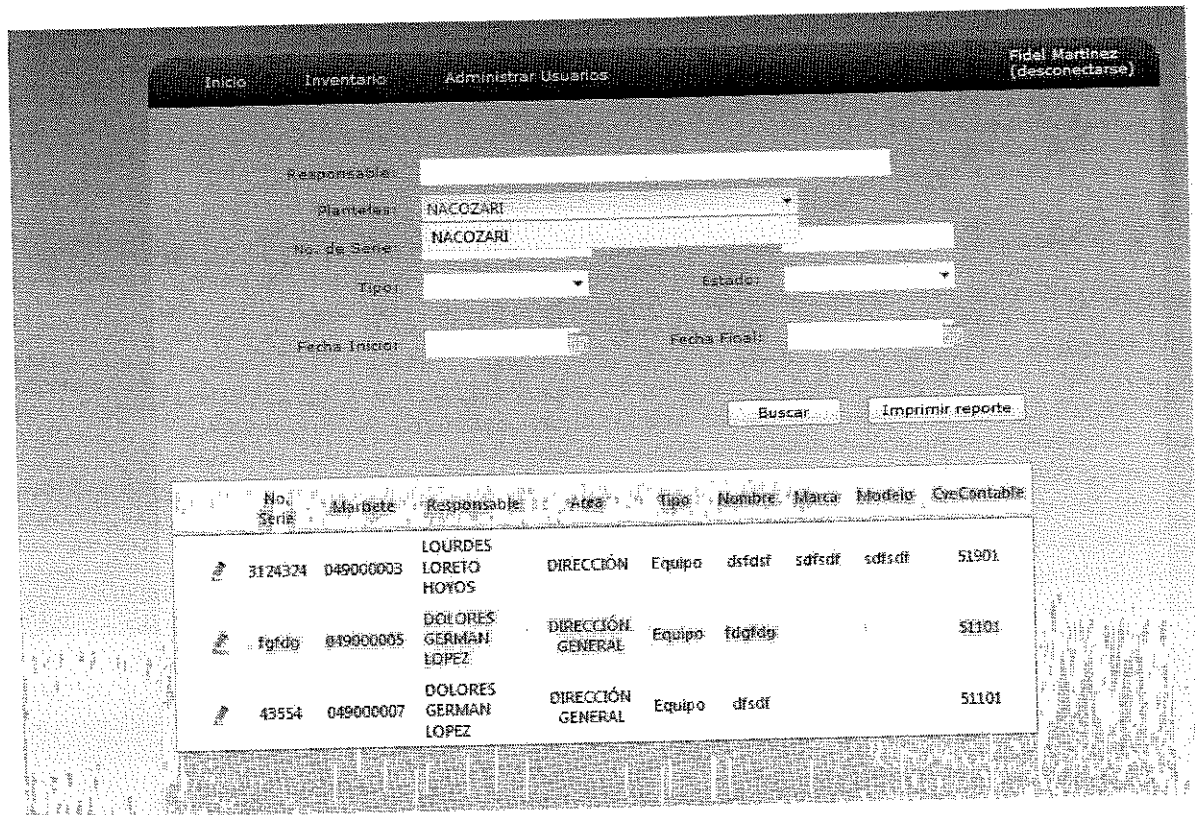 Inicio Inventario Administrar Usuarios Fidel Martinez
(desconectarse)
Responsable:
Planteles: NACOZARI
NACOZARI
No. de Serie:
Tipo: Estado:
Fecha Inicio: Fecha Final:
Buscar Imprimir reporte
No. Serie Marbete Responsable Area Tipo Nombre Marca Modelo CveContable
3124324 049000003 LOURDES LORETO HOYOS DIRECCIÓN Equipo dsfdsf sdfsdf sdfsdf 51901
fgfdg 049000005 DOLORES GERMAN LOPEZ DIRECCIÓN GENERAL Equipo fdgfdg 51101
43554 049000007 DOLORES GERMAN LOPEZ DIRECCIÓN GENERAL Equipo dfsdf 51101